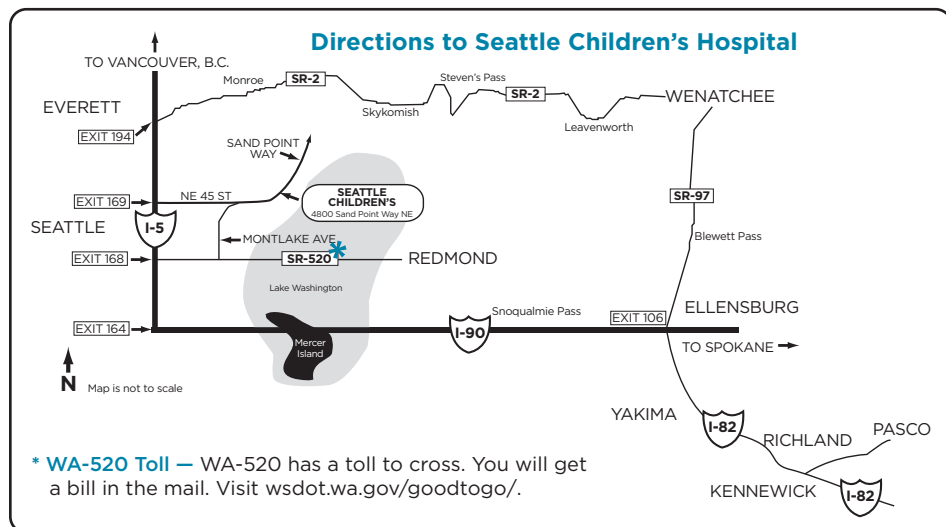 Directions to Seattle Children's Hospital
TO VANCOUVER, B.C.
Monroe
SR-2
Steven's Pass
SR-2
EVERETT
Skykomish
Leavenworth
WENATCHEE
EXIT 194
SAND POINT
WAY
EXIT 169
NE 45 ST
SEATTLE
CHILDREN'S
4800 Sand Point Way NE
SR-97
SEATTLE
I-5
MONTLAKE AVE
*
Blewett Pass
EXIT 168
SR-520
REDMOND
Lake Washington
Snoqualmie Pass
EXIT 106
ELLENSBURG
EXIT 164
I-90
Mercer
Island
TO SPOKANE
N
Map is not to scale
YAKIMA
I-82
RICHLAND
PASCO
KENNEWICK
I-82
* WA-520 Toll — WA-520 has a toll to cross. You will get
a bill in the mail. Visit wsdot.wa.gov/goodtogo/.